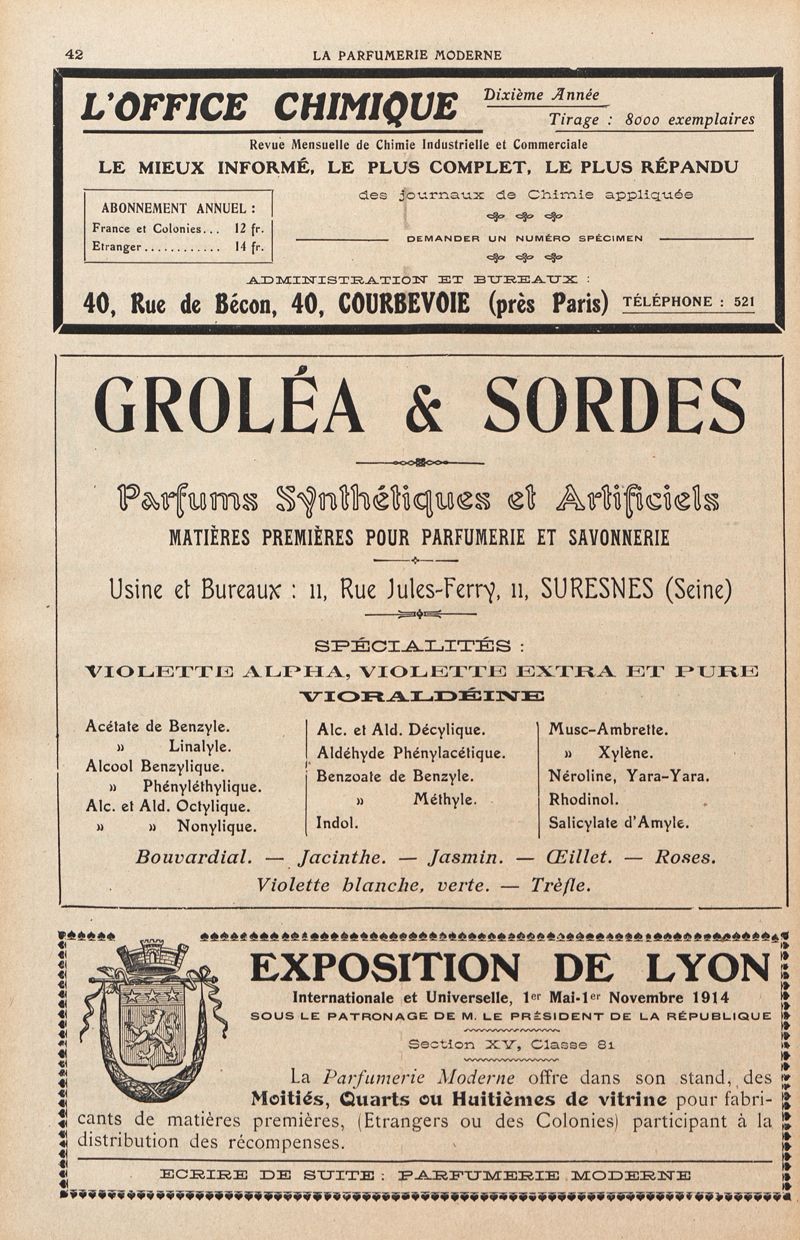 42
LA PARFUMERIE MODERNE
L'OFFICE CHIMIQUE
Dixième Année
Tirage : 8000 exemplaires
Revue Mensuelle de Chimie Industrielle et Commerciale
LE MIEUX INFORMÉ, LE PLUS COMPLET, LE PLUS RÉPANDU
des journaux de Chimie appliquée
ABONNEMENT ANNUEL :
France et Colonies... 12 fr.
Etranger............ 14 fr.
DEMANDER UN NUMÉRO SPÉCIMEN
ADMINISTRATION ET BUREAUX :
40, Rue de Bécon, 40, COURBEVOIE (près Paris) TÉLÉPHONE : 521
GROLÉA & SORDES
Parfums Synthétiques et Artificiels
MATIÈRES PREMIÈRES POUR PARFUMERIE ET SAVONNERIE
Usine et Bureaux : 11, Rue Jules-Ferry, 11, SURESNES (Seine)
SPÉCIALITÉS :
VIOLETTE ALPHA, VIOLETTE EXTRA ET PURE
VIORALDÉINE
Acétate de Benzyle.
» Linalyle.
Alcool Benzylique.
» Phényléthylique.
Alc. et Ald. Octylique.
» » Nonylique.
Alc. et Ald. Décylique.
Aldéhyde Phénylacétique.
Benzoate de Benzyle.
» Méthyle.
Indol.
Musc-Ambrette.
» Xylène.
Néroline, Yara-Yara.
Rhodinol.
Salicylate d'Amyle.
Bouvardial. — Jacinthe. — Jasmin. — Œillet. — Roses.
Violette blanche, verte. — Trèfle.
EXPOSITION DE LYON
Internationale et Universelle, 1er Mai-1er Novembre 1914
SOUS LE PATRONAGE DE M. LE PRÉSIDENT DE LA RÉPUBLIQUE
Section XV, Classe 81
La Parfumerie Moderne offre dans son stand, des
Moitiés, Quarts ou Huitièmes de vitrine pour fabri-
cants de matières premières, (Etrangers ou des Colonies) participant à la
distribution des récompenses.
ECRIRE DE SUITE : PARFUMERIE MODERNE